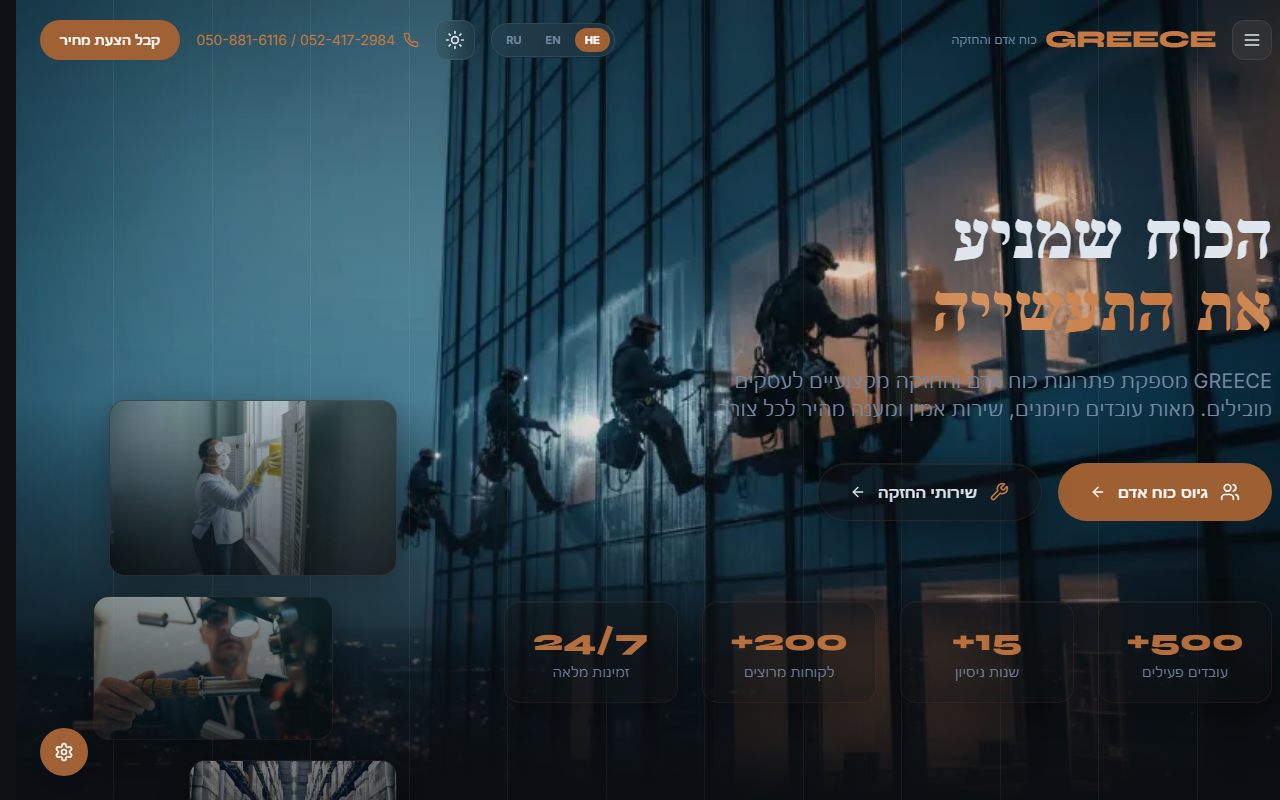 GREECE כוח אדם והחזקה
HE EN RU
050-881-6116 / 052-417-2984
קבל הצעת מחיר
הכוח שמניע
את התעשייה
GREECE מספקת פתרונות כוח אדם והחזקה מקצועיים לעסקים
מובילים. מאות עובדים מיומנים, שירות אמין ומענה מהיר לכל צורך
גיוס כוח אדם
שירותי החזקה
+500
עובדים פעילים
+15
שנות ניסיון
+200
לקוחות מרוצים
24/7
זמינות מלאה